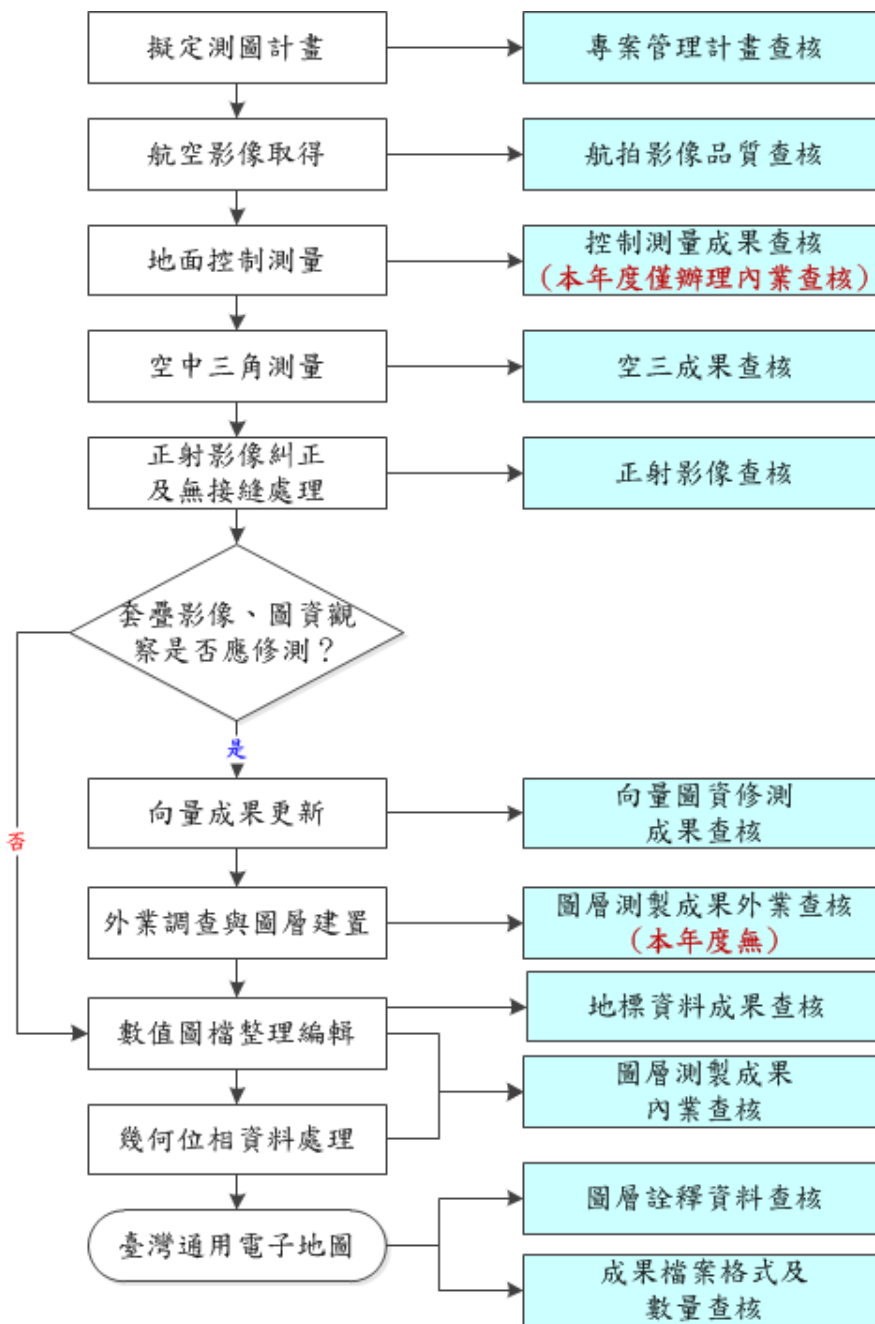 擬定測圖計畫
專案管理計畫查核
航空影像取得
航拍影像品質查核
地面控制測量
控制測量成果查核
(本年度僅辦理內業查核)
空中三角測量
空三成果查核
正射影像糾正
及無接縫處理
正射影像查核
套疊影像、圖資觀
察是否應修測？
是
否
向量成果更新
向量圖資修測
成果查核
外業調查與圖層建置
圖層測製成果外業查核
(本年度無)
數值圖檔整理編輯
地標資料成果查核
圖層測製成果
內業查核
幾何位相資料處理
圖層詮釋資料查核
臺灣通用電子地圖
成果檔案格式及
數量查核